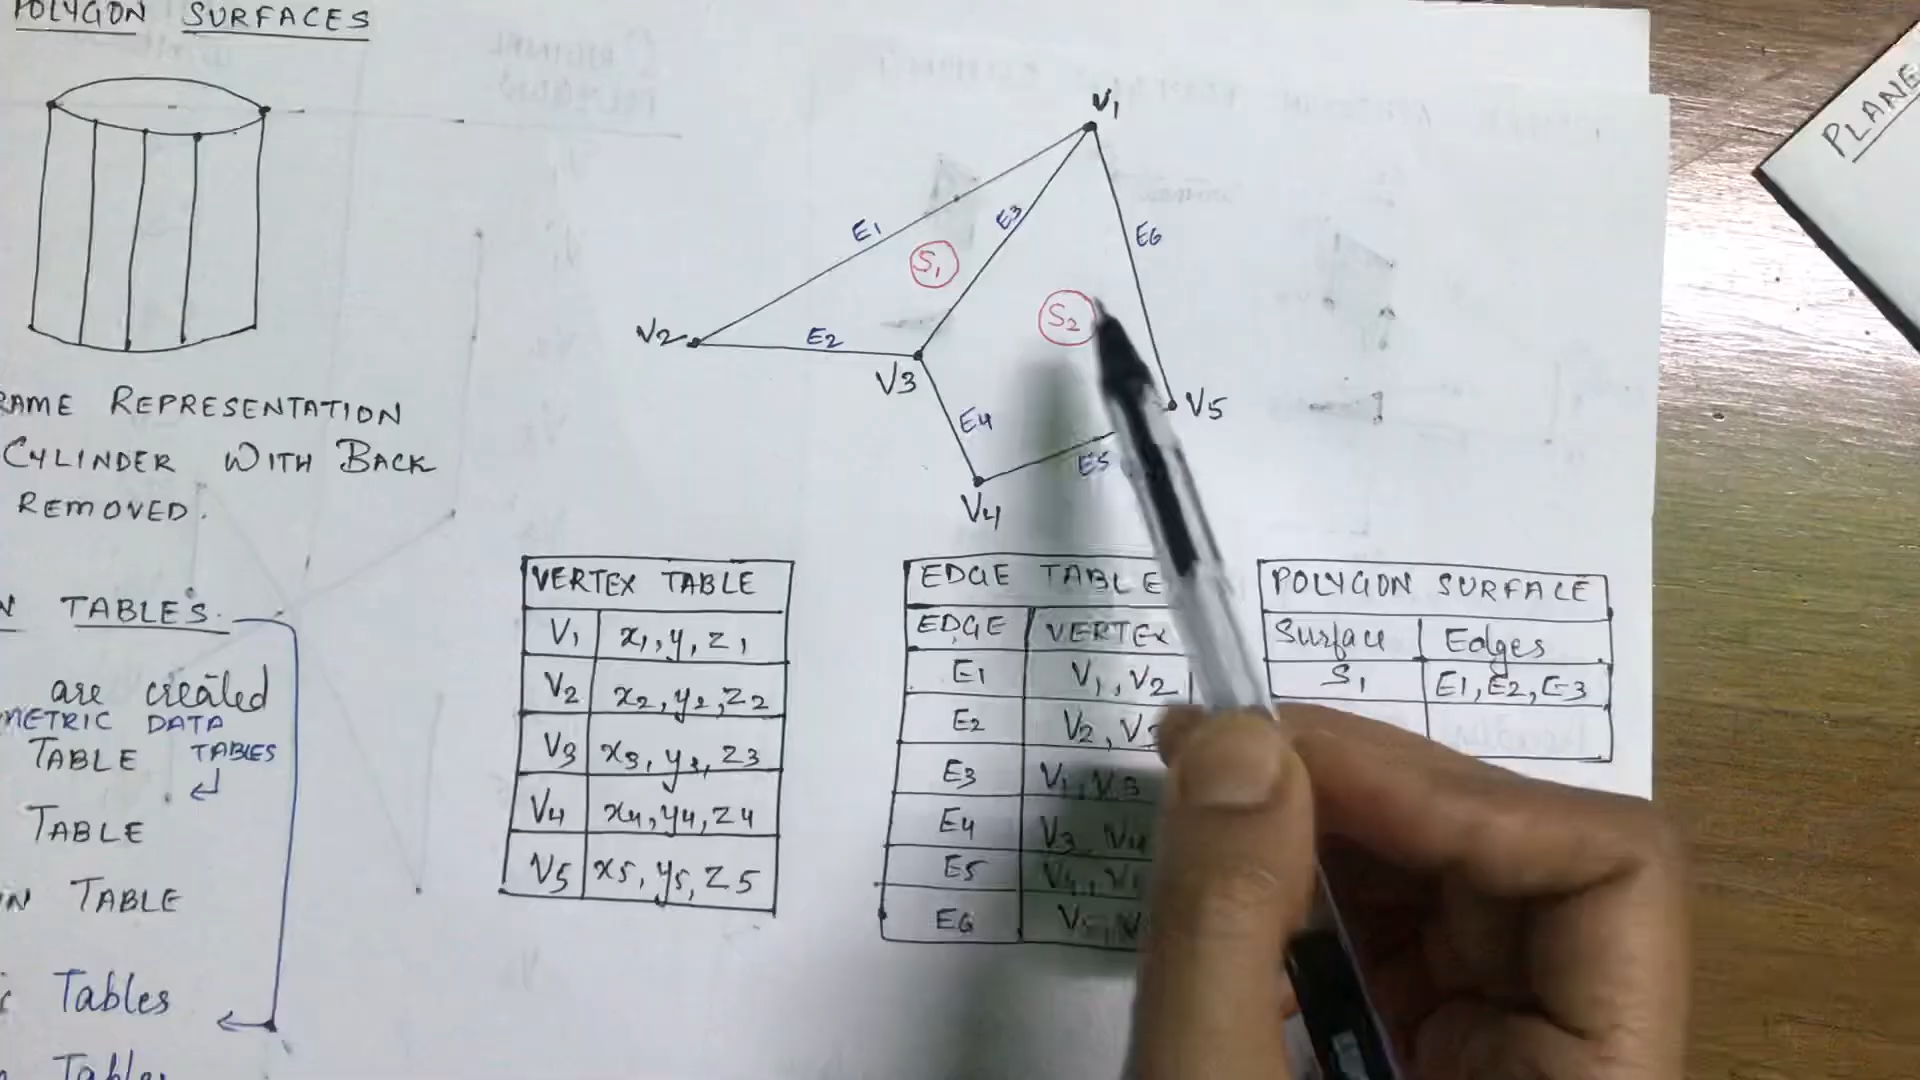 POLYGON SURFACES
REPRESENTATION
CYLINDER WITH BACK
REMOVED.
TABLES.
are created
METRIC DATA
TABLES
TABLE
TABLE
TABLE
Tables
V1
E1
E3
E6
S1
S2
V2
E2
V3
E4
V5
E5
V4
VERTEX TABLE
V1 x1, y, z1
V2 x2, y2, z2
V3 x3, y3, z3
V4 x4, y4, z4
V5 x5, y5, z5
EDGE TABLE
EDGE VERTEX
E1 V1, V2
E2 V2,
E3 V1, V3
E4 V3, V4
E5
E6
POLYGON SURFACE
Surface Edges
S1 E1, E2, E3
PLANE